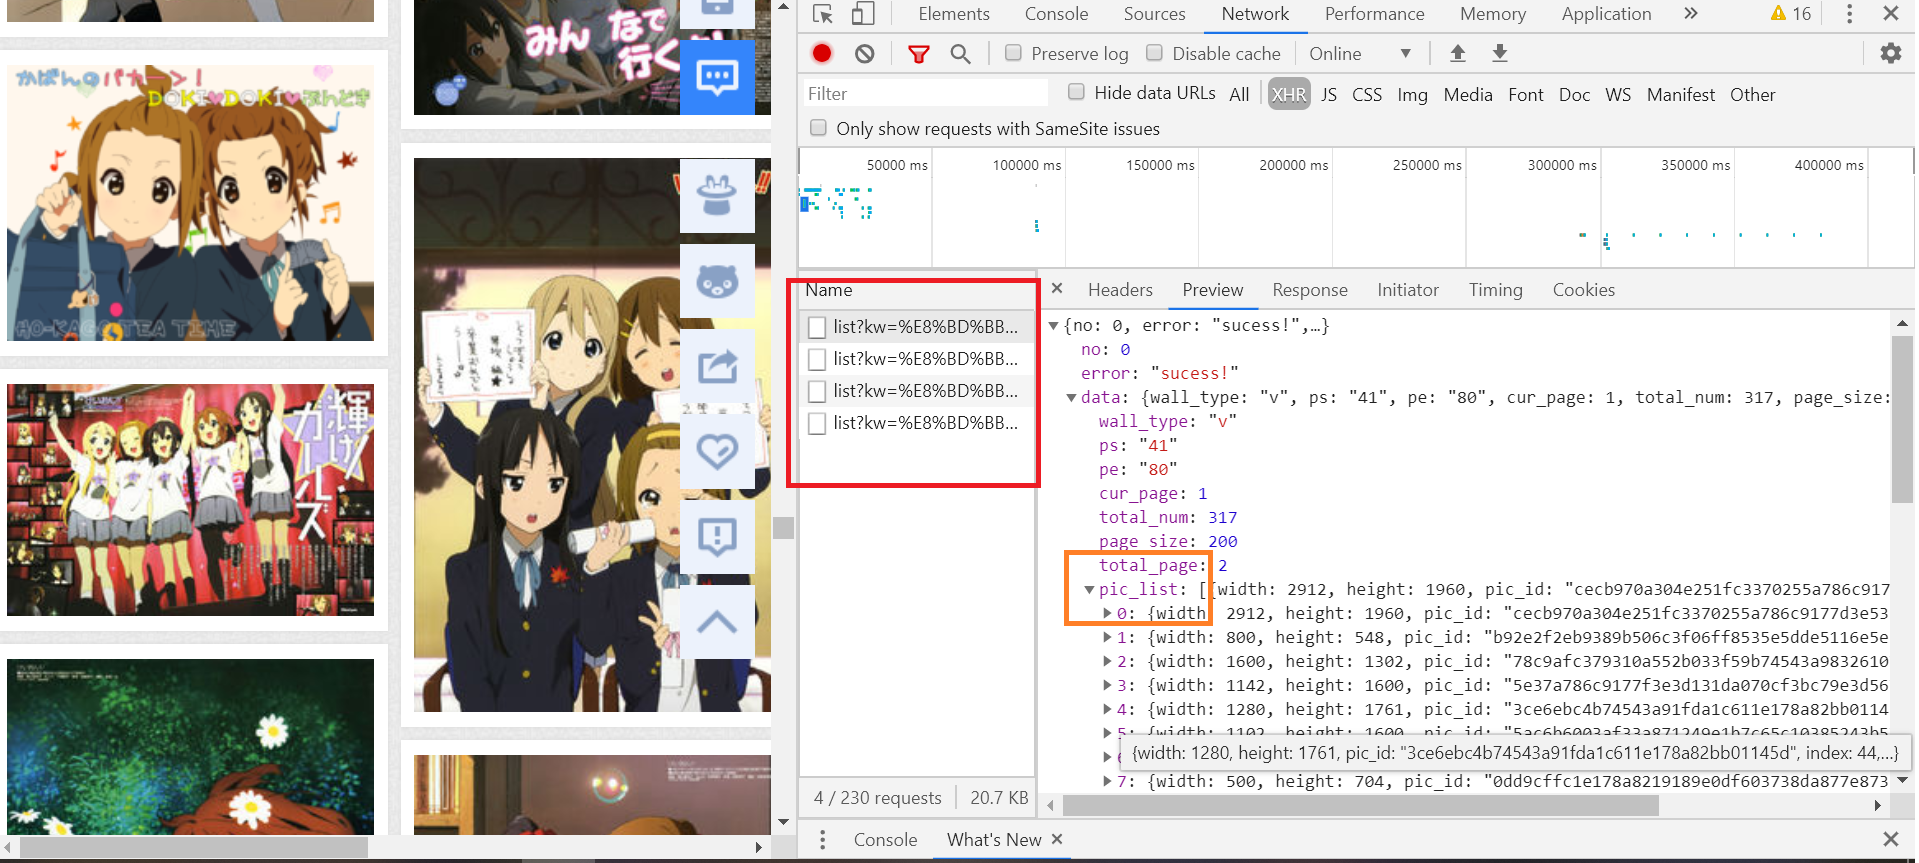 みんなで
行くよ
かばんのパカーン!
DOKI♥DOKI♥ぷんどき
HO-KAGO TEA TIME
輝け!
ガールズ
Elements
Console
Sources
Network
Performance
Memory
Application
»
16
Preserve log
Disable cache
Online
Filter
Hide data URLs
All
XHR
JS
CSS
Img
Media
Font
Doc
WS
Manifest
Other
Only show requests with SameSite issues
50000 ms
100000 ms
150000 ms
200000 ms
250000 ms
300000 ms
350000 ms
400000 ms
Name
list?kw=%E8%BD%BB...
list?kw=%E8%BD%BB...
list?kw=%E8%BD%BB...
list?kw=%E8%BD%BB...
4 / 230 requests
20.7 KB
Headers
Preview
Response
Initiator
Timing
Cookies
{no: 0, error: "sucess!",…}
no: 0
error: "sucess!"
data: {wall_type: "v", ps: "41", pe: "80", cur_page: 1, total_num: 317, page_size:
wall_type: "v"
ps: "41"
pe: "80"
cur_page: 1
total_num: 317
page_size: 200
total_page: 2
pic_list: [{width: 2912, height: 1960, pic_id: "cecb970a304e251fc3370255a786c917
0: {width: 2912, height: 1960, pic_id: "cecb970a304e251fc3370255a786c9177d3e53
1: {width: 800, height: 548, pic_id: "b92e2f2eb9389b506c3f06ff8535e5dde5116e5e
2: {width: 1600, height: 1302, pic_id: "78c9afc379310a552b033f59b74543a9832610
3: {width: 1142, height: 1600, pic_id: "5e37a786c9177f3e3d131da070cf3bc79e3d56
4: {width: 1280, height: 1761, pic_id: "3ce6ebc4b74543a91fda1c611e178a82bb0114
{width: 1280, height: 1761, pic_id: "3ce6ebc4b74543a91fda1c611e178a82bb01145d", index: 44,…}
7: {width: 500, height: 704, pic_id: "0dd9cffc1e178a8219189e0df603738da877e873
Console
What's New